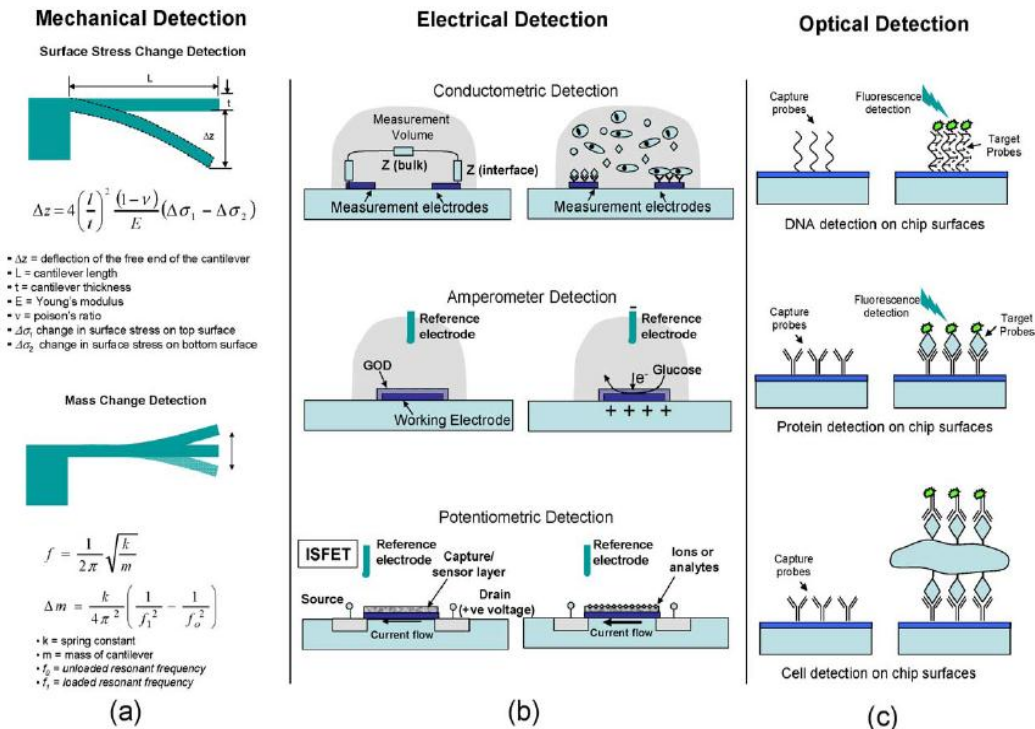 Mechanical Detection
Surface Stress Change Detection
L
t
Δz
Δz = 4(l/t)² (1-ν)/E (Δσ₁ - Δσ₂)
▪ Δz = deflection of the free end of the cantilever
▪ L = cantilever length
▪ t = cantilever thickness
▪ E = Young's modulus
▪ ν = poison's ratio
▪ Δσ₁ change in surface stress on top surface
▪ Δσ₂ change in surface stress on bottom surface
Mass Change Detection
f = 1/2π √(k/m)
Δm = k/4π² (1/f₁² - 1/f₀²)
▪ k = spring constant
▪ m = mass of cantilever
▪ f₀ = unloaded resonant frequency
▪ f₁ = loaded resonant frequency
(a)
Electrical Detection
Conductometric Detection
Measurement
Volume
Z (bulk)
Z (interface)
Measurement electrodes
Measurement electrodes
Amperometer Detection
Reference
electrode
GOD
Working Electrode
–
Reference
electrode
Glucose
e⁻
+ + + +
Potentiometric Detection
ISFET
Reference
electrode
Capture/
sensor layer
Source
Drain
(+ve voltage)
Current flow
Reference
electrode
Ions or
analytes
Current flow
(b)
Optical Detection
Capture
probes
Fluorescence
detection
Target
Probes
DNA detection on chip surfaces
Capture
probes
Fluorescence
detection
Target
Probes
Protein detection on chip surfaces
Capture
probes
Cell detection on chip surfaces
(c)